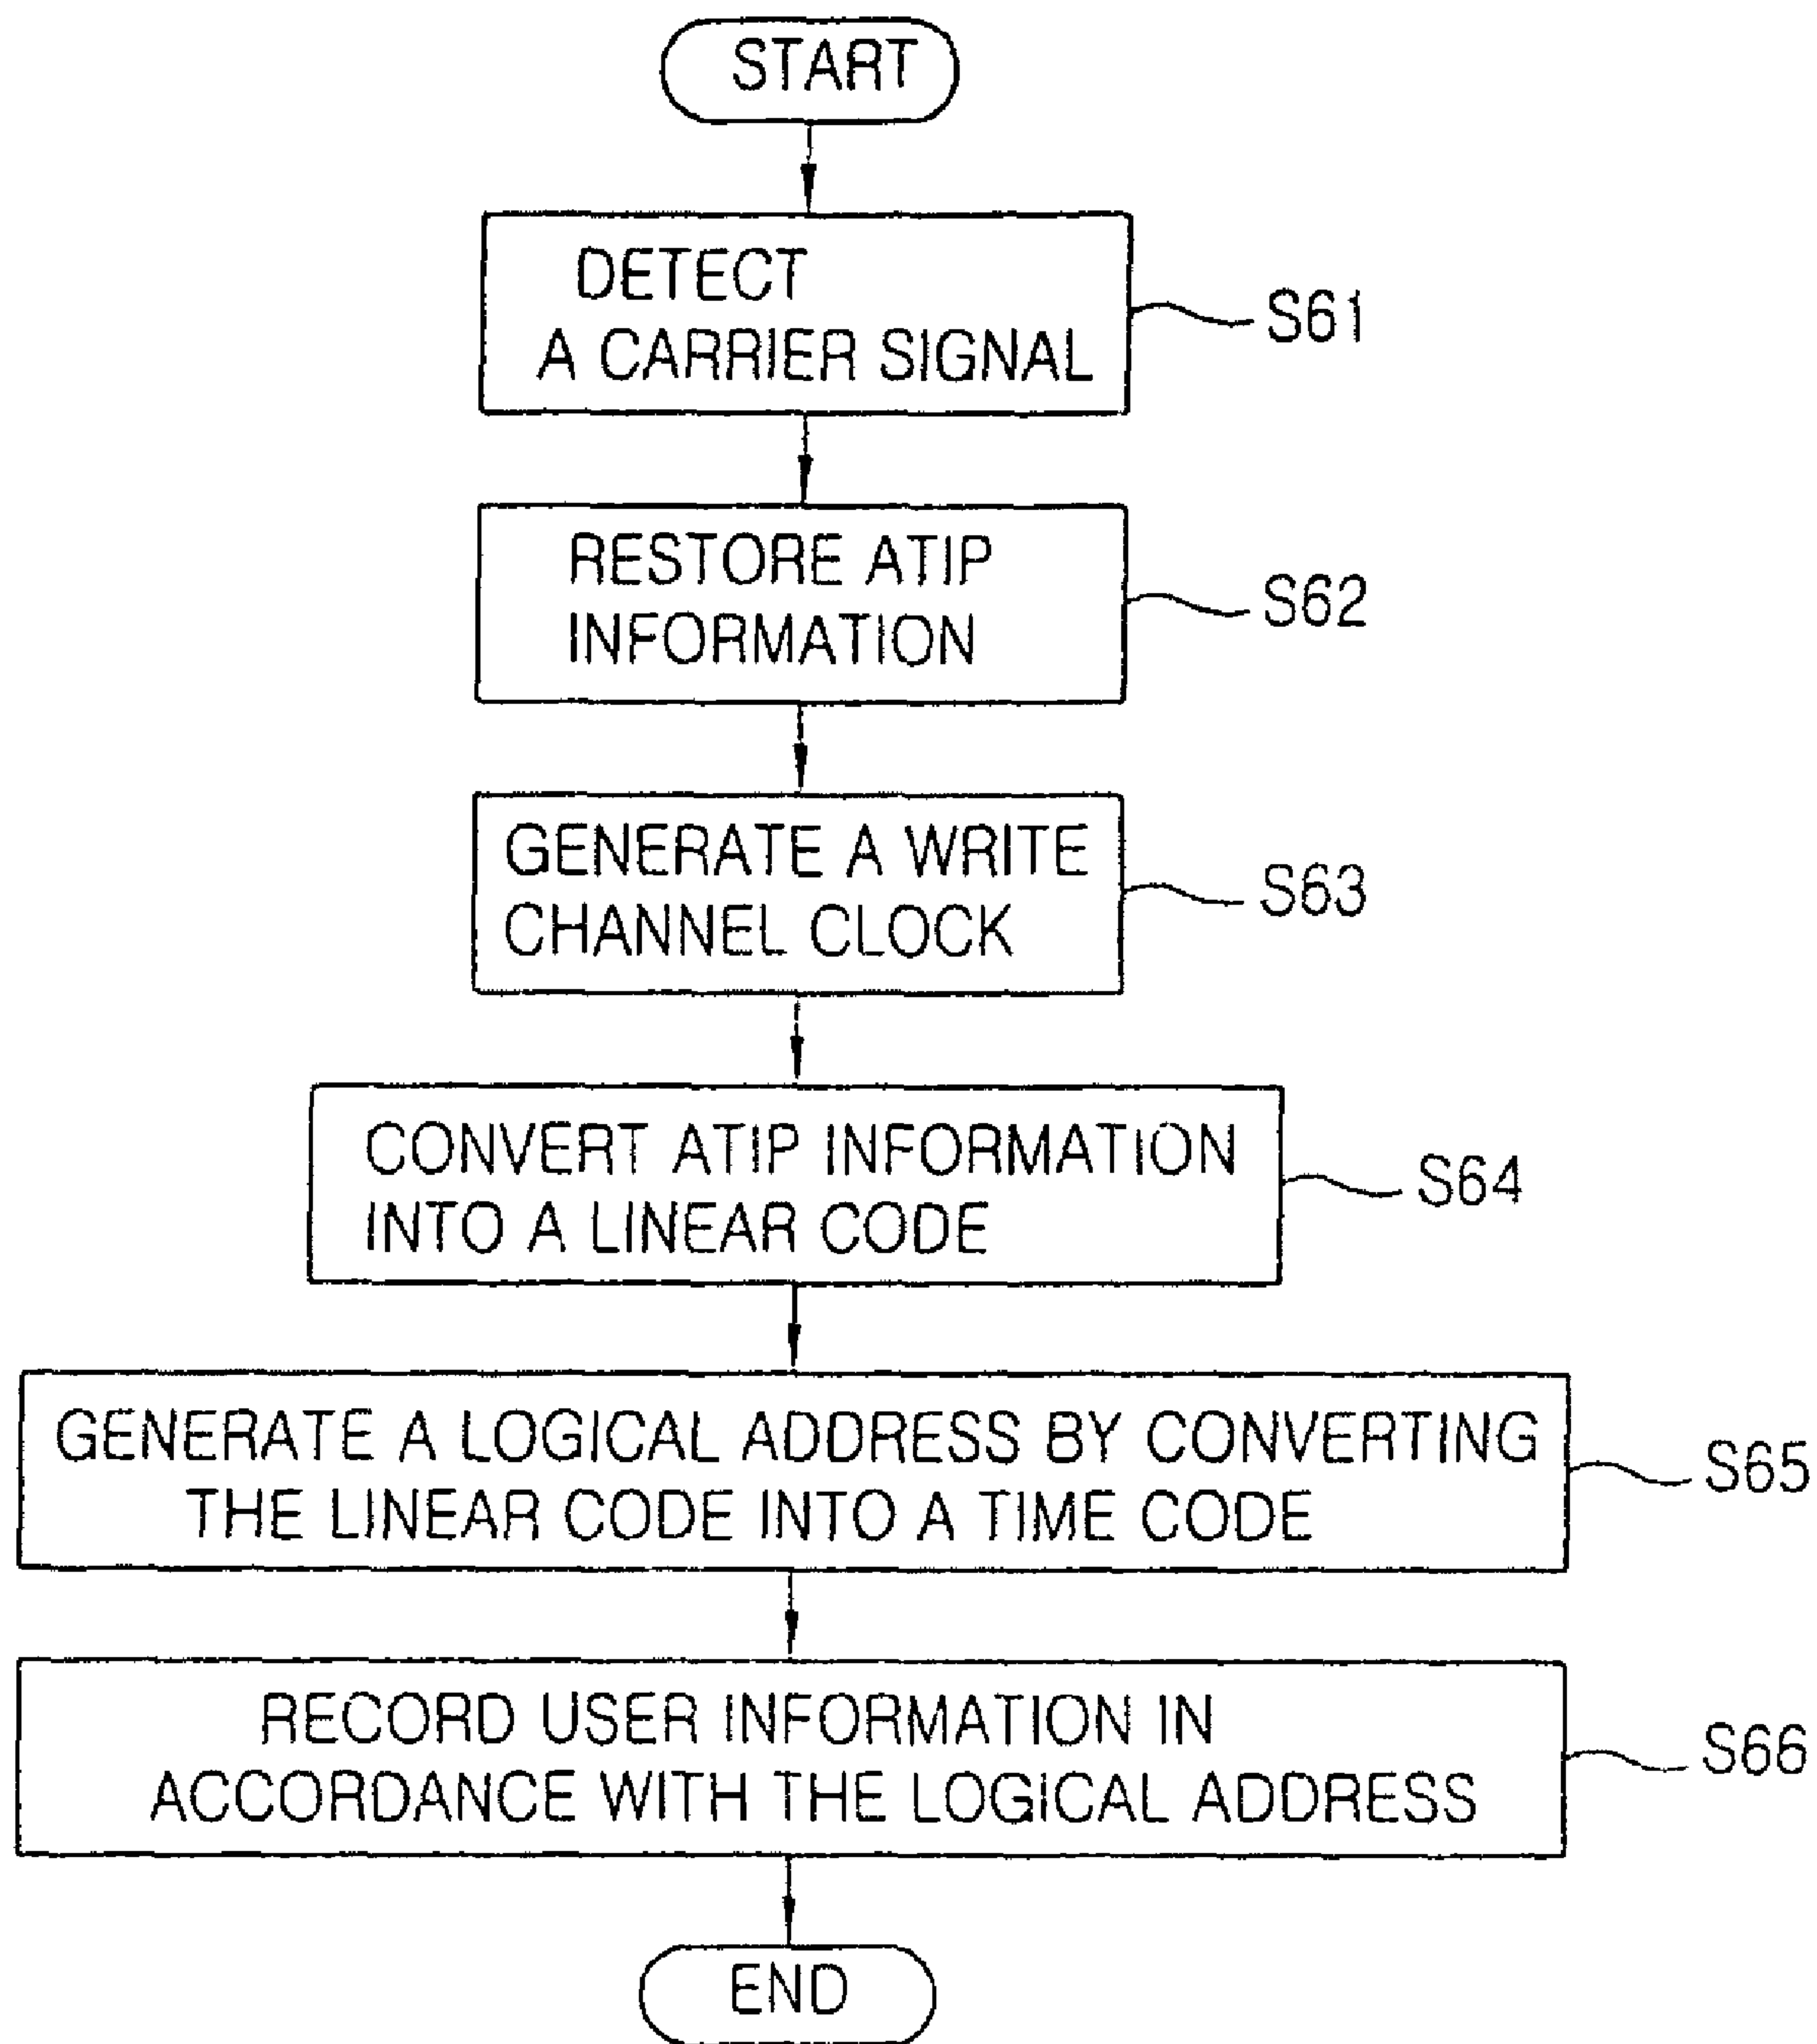 START
DETECT
A CARRIER SIGNAL
S61
RESTORE ATIP
INFORMATION
S62
GENERATE A WRITE
CHANNEL CLOCK
S63
CONVERT ATIP INFORMATION
INTO A LINEAR CODE
S64
GENERATE A LOGICAL ADDRESS BY CONVERTING
THE LINEAR CODE INTO A TIME CODE
S65
RECORD USER INFORMATION IN
ACCORDANCE WITH THE LOGICAL ADDRESS
S66
END